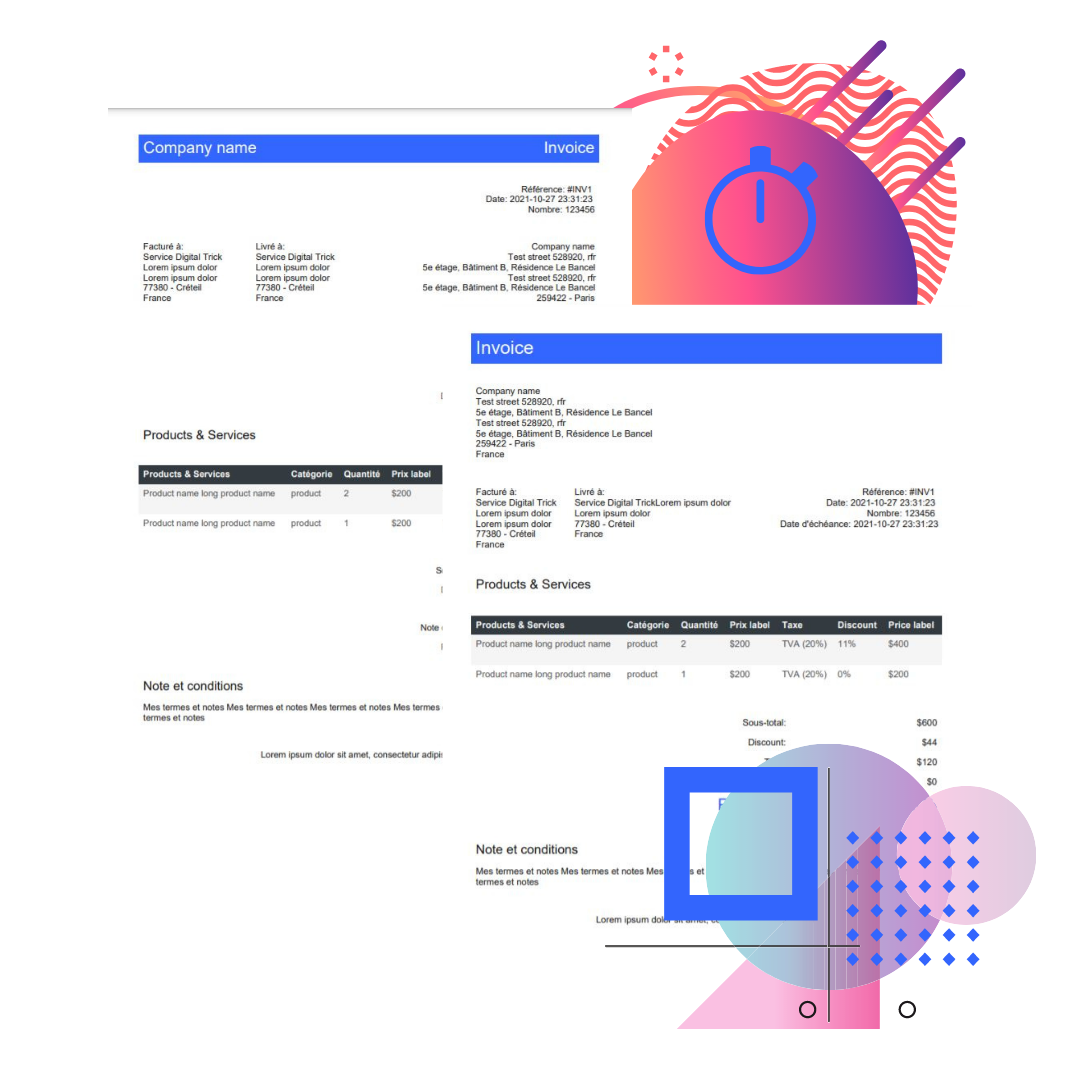 Company name
Invoice
Référence: #INV1
Date: 2021-10-27 23:31:23
Nombre: 123456
Facturé à:
Service Digital Trick
Lorem ipsum dolor
Lorem ipsum dolor
77380 - Créteil
France
Livré à:
Service Digital Trick
Lorem ipsum dolor
Lorem ipsum dolor
77380 - Créteil
France
Company name
Test street 528920, rfr
5e étage, Bâtiment B, Résidence Le Bancel
Test street 528920, rfr
5e étage, Bâtiment B, Résidence Le Bancel
259422 - Paris
Products & Services
Products & Services Catégorie Quantité Prix label
Product name long product name product 2 $200
Product name long product name product 1 $200
Note
Note et conditions
Mes termes et notes Mes termes et notes Mes termes et notes Mes termes
termes et notes
Lorem ipsum dolor sit amet, consectetur
Invoice
Company name
Test street 528920, rfr
5e étage, Bâtiment B, Résidence Le Bancel
Test street 528920, rfr
5e étage, Bâtiment B, Résidence Le Bancel
259422 - Paris
France
Facturé à:
Service Digital Trick
Lorem ipsum dolor
Lorem ipsum dolor
77380 - Créteil
France
Livré à:
Service Digital TrickLorem ipsum dolor
Lorem ipsum dolor
77380 - Créteil
France
Référence: #INV1
Date: 2021-10-27 23:31:23
Nombre: 123456
Date d'échéance: 2021-10-27 23:31:23
Products & Services
Products & Services Catégorie Quantité Prix label Taxe Discount Price label
Product name long product name product 2 $200 TVA (20%) 11% $400
Product name long product name product 1 $200 TVA (20%) 0% $200
Sous-total: $600
Discount: $44
$120
$0
Note et conditions
Mes termes et notes Mes termes et notes Mes et
termes et notes
Lorem ipsum dolor sit amet,